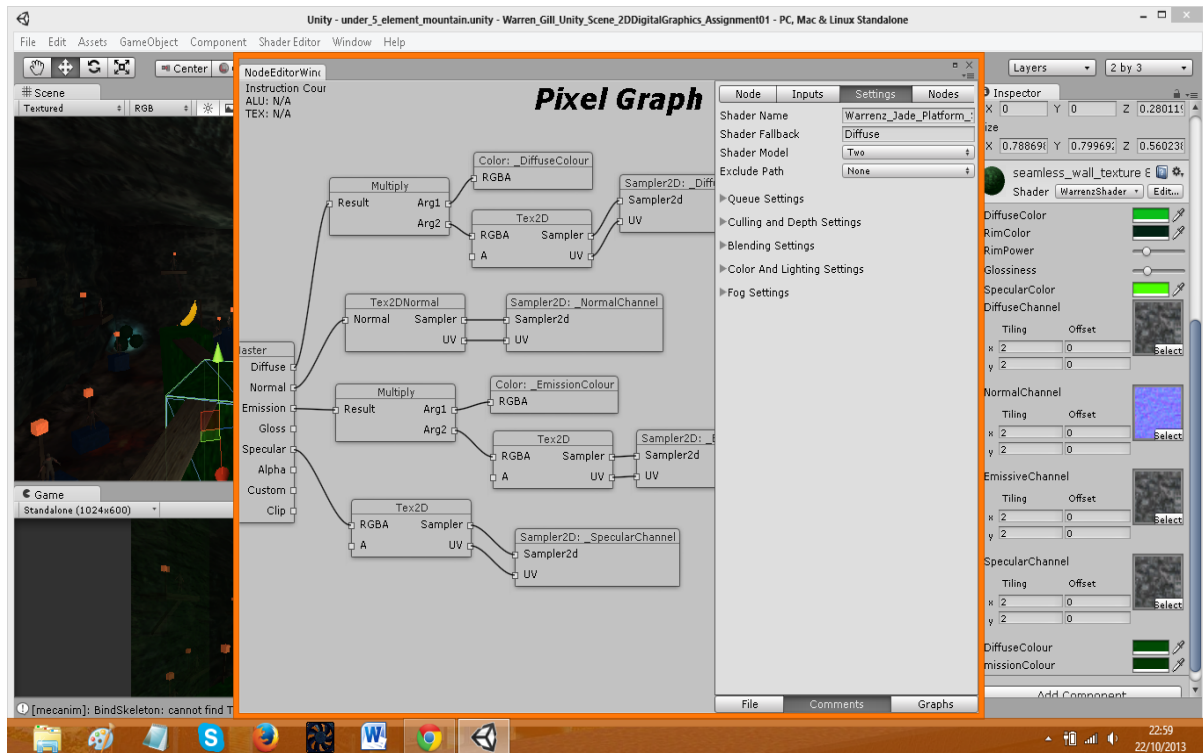 Unity - under_5_element_mountain.unity - Warren_Gill_Unity_Scene_2DDigitalGraphics_Assignment01 - PC, Mac & Linux Standalone
File Edit Assets GameObject Component Shader Editor Window Help
Center
Layers
2 by 3
Scene
Textured RGB
NodeEditorWind
Instruction Cour
ALU: N/A
TEX: N/A
Pixel Graph
Color: _DiffuseColour
RGBA
Multiply
Result Arg1
Arg2
Tex2D
RGBA Sampler
A UV
Sampler2D: _Diff
Sampler2d
UV
Tex2DNormal
Normal Sampler
UV
Sampler2D: _NormalChannel
Sampler2d
UV
laster
Diffuse
Normal
Emission
Gloss
Specular
Alpha
Custom
Clip
Multiply
Result Arg1
Arg2
Color: _EmissionColour
RGBA
Tex2D
RGBA Sampler
A UV
Sampler2D: _E
Sampler2d
UV
Tex2D
RGBA Sampler
A UV
Sampler2D: _SpecularChannel
Sampler2d
UV
Node Inputs Settings Nodes
Shader Name Warrenz_Jade_Platform_
Shader Fallback Diffuse
Shader Model Two
Exclude Path None
Queue Settings
Culling and Depth Settings
Blending Settings
Color And Lighting Settings
Fog Settings
File Comments Graphs
Inspector
X 0 Y 0 Z 0.28011
ize
X 0.78869 Y 0.79969 Z 0.56023
seamless_wall_texture
Shader WarrenzShader Edit...
DiffuseColor
RimColor
RimPower
Glossiness
SpecularColor
DiffuseChannel
Tiling Offset
x 2 0
y 2 0
Select
NormalChannel
Tiling Offset
x 2 0
y 2 0
Select
EmissiveChannel
Tiling Offset
x 2 0
y 2 0
Select
SpecularChannel
Tiling Offset
x 2 0
y 2 0
Select
DiffuseColour
missionColour
Add Component
Game
Standalone (1024x600)
[mecanim]: BindSkeleton: cannot find T
22:59
22/10/2013